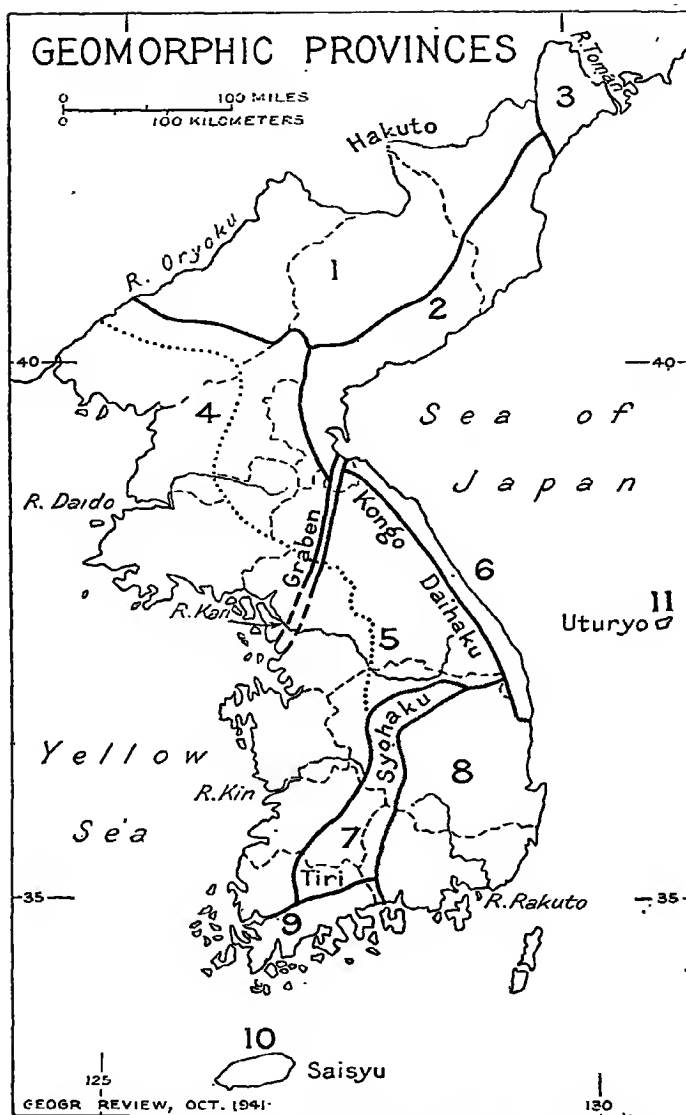 GEOMORPHIC PROVINCES
0 100 MILES
0 100 KILOMETERS
R. Toman
3
Hakuto
1
R. Oryoku
2
40
40
4
Sea of
Japan
R. Daido
Graben
Kongo
Daihaku
6
11
Uturyo
R. Kan
5
Yellow
Sea
Syohaku
8
R. Kin
7
Tiri
35
35
R. Rakuto
9
10
Saisyu
125
130
GEOGR REVIEW, OCT. 1941